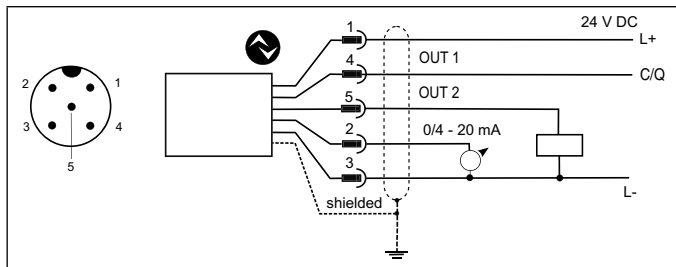 24 V DC
1
L+
OUT 1
4
C/Q
OUT 2
5
0/4 - 20 mA
2
3
L-
shielded
2
1
3
4
5